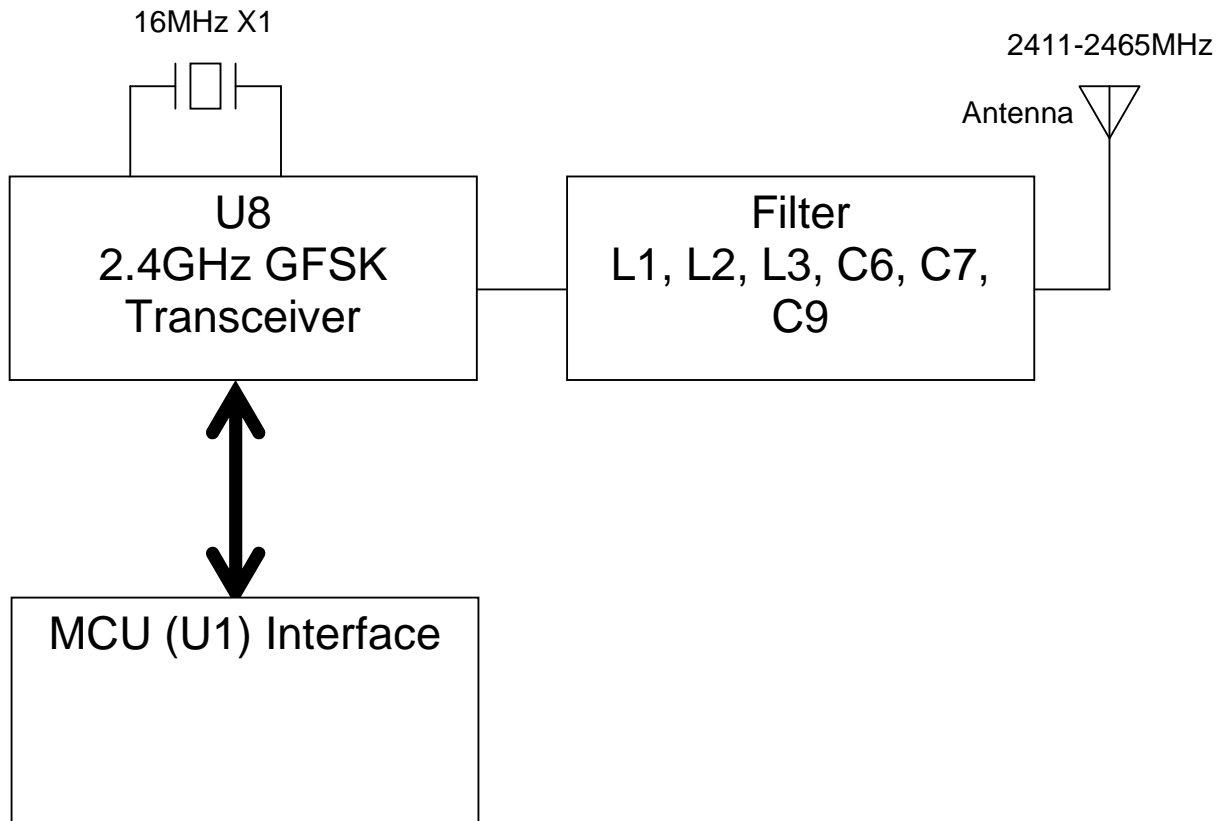 16MHz X1
2411-2465MHz
Antenna
U8
2.4GHz GFSK
Transceiver
Filter
L1, L2, L3, C6, C7,
C9
MCU (U1) Interface